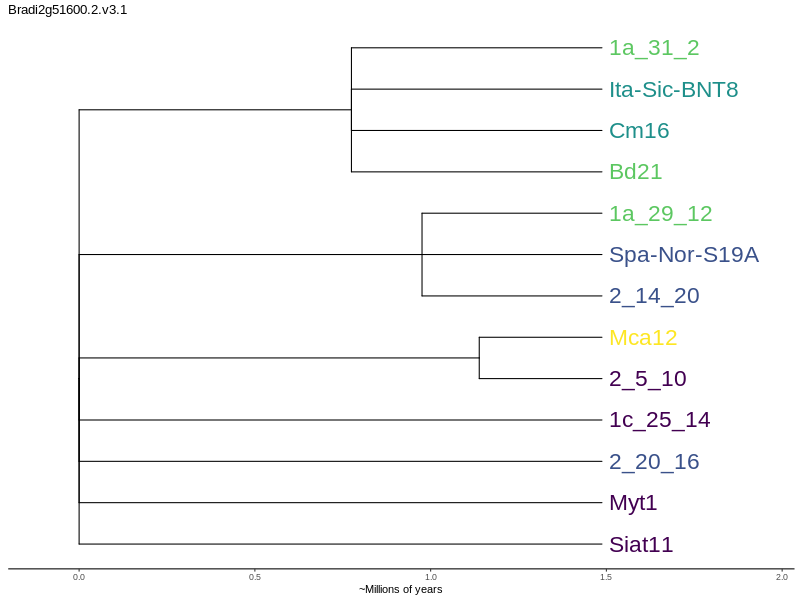 Bradi2g51600.2.v3.1
1a_31_2
Ita-Sic-BNT8
Cm16
Bd21
1a_29_12
Spa-Nor-S19A
2_14_20
Mca12
2_5_10
1c_25_14
2_20_16
Myt1
Siat11
0.0 0.5 1.0 1.5 2.0
~Millions of years